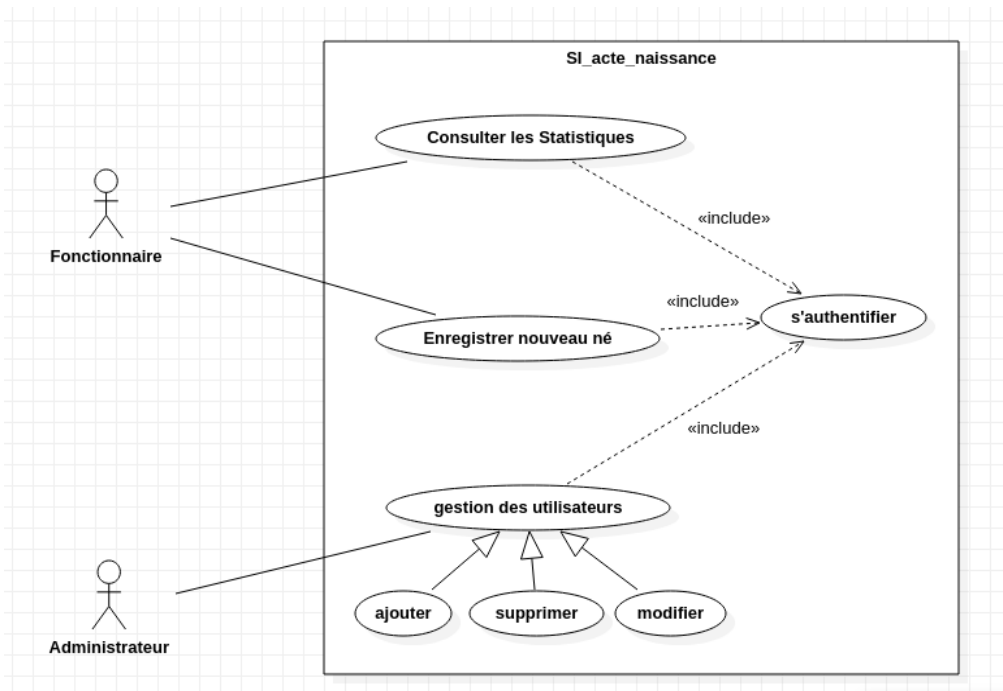 SI_acte_naissance
Consulter les Statistiques
«include»
Fonctionnaire
«include»
s'authentifier
Enregistrer nouveau né
«include»
gestion des utilisateurs
ajouter
supprimer
modifier
Administrateur